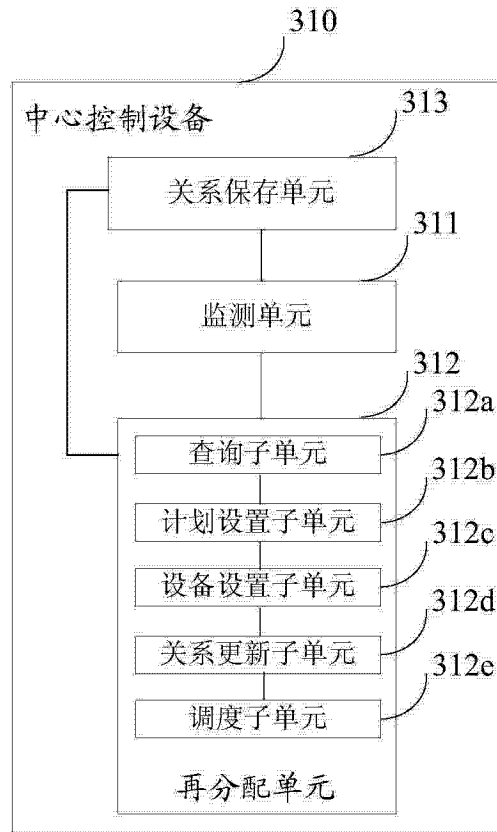 310
中心控制设备
313
关系保存单元
311
监测单元
312
312a
查询子单元
312b
计划设置子单元
312c
设备设置子单元
312d
关系更新子单元
312e
调度子单元
再分配单元